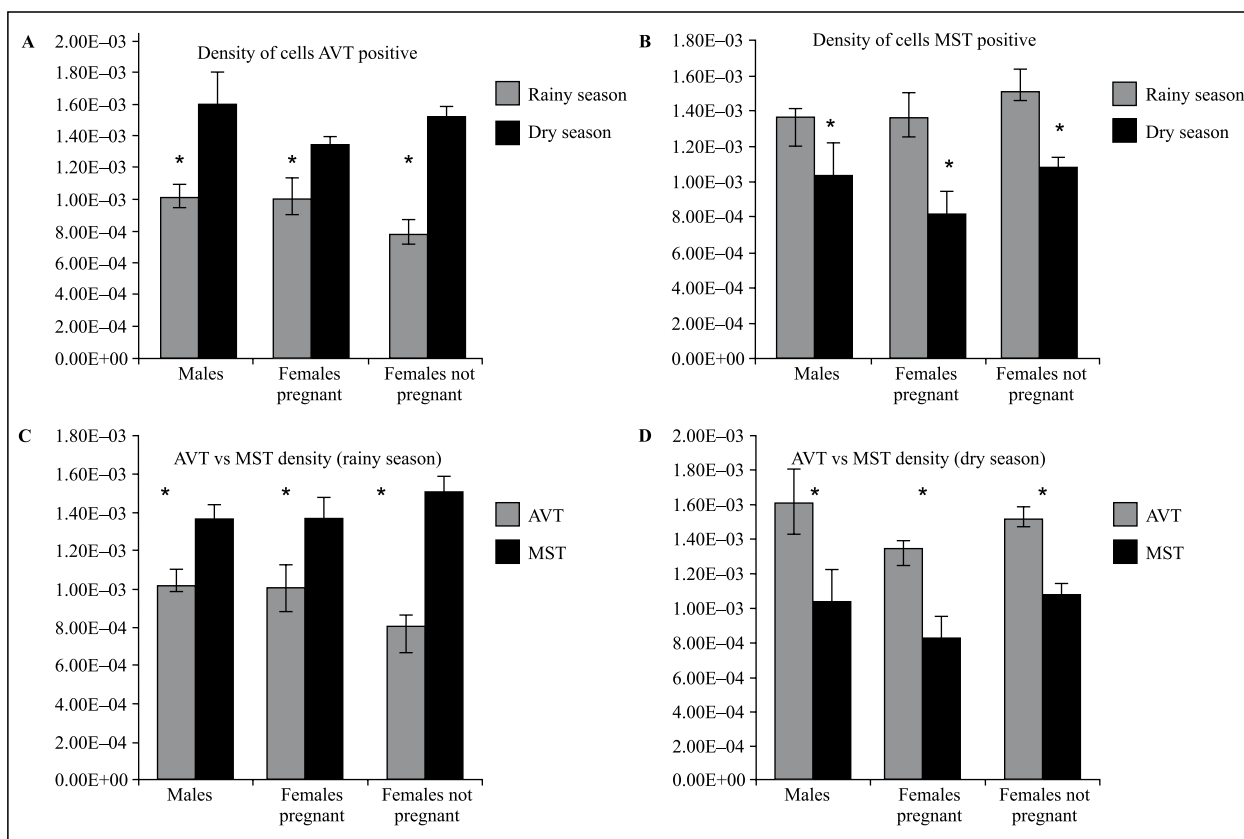 A
Density of cells AVT positive
2.00E–03
1.80E–03
1.60E–03
1.40E–03
1.20E–03
1.00E–03
8.00E–04
6.00E–04
4.00E–04
2.00E–04
0.00E+00
* * *
Rainy season
Dry season
Males
Females pregnant
Females not pregnant
B
Density of cells MST positive
1.80E–03
1.60E–03
1.40E–03
1.20E–03
1.00E–03
8.00E–04
6.00E–04
4.00E–04
2.00E–04
0.00E+00
* * *
Rainy season
Dry season
Males
Females pregnant
Females not pregnant
C
AVT vs MST density (rainy season)
1.80E–03
1.60E–03
1.40E–03
1.20E–03
1.00E–03
8.00E–04
6.00E–04
4.00E–04
2.00E–04
0.00E+00
* * *
AVT
MST
Males
Females pregnant
Females not pregnant
D
AVT vs MST density (dry season)
2.00E–03
1.80E–03
1.60E–03
1.40E–03
1.20E–03
1.00E–03
8.00E–04
6.00E–04
4.00E–04
2.00E–04
0.00E+00
* * *
AVT
MST
Males
Females pregnant
Females not pregnant